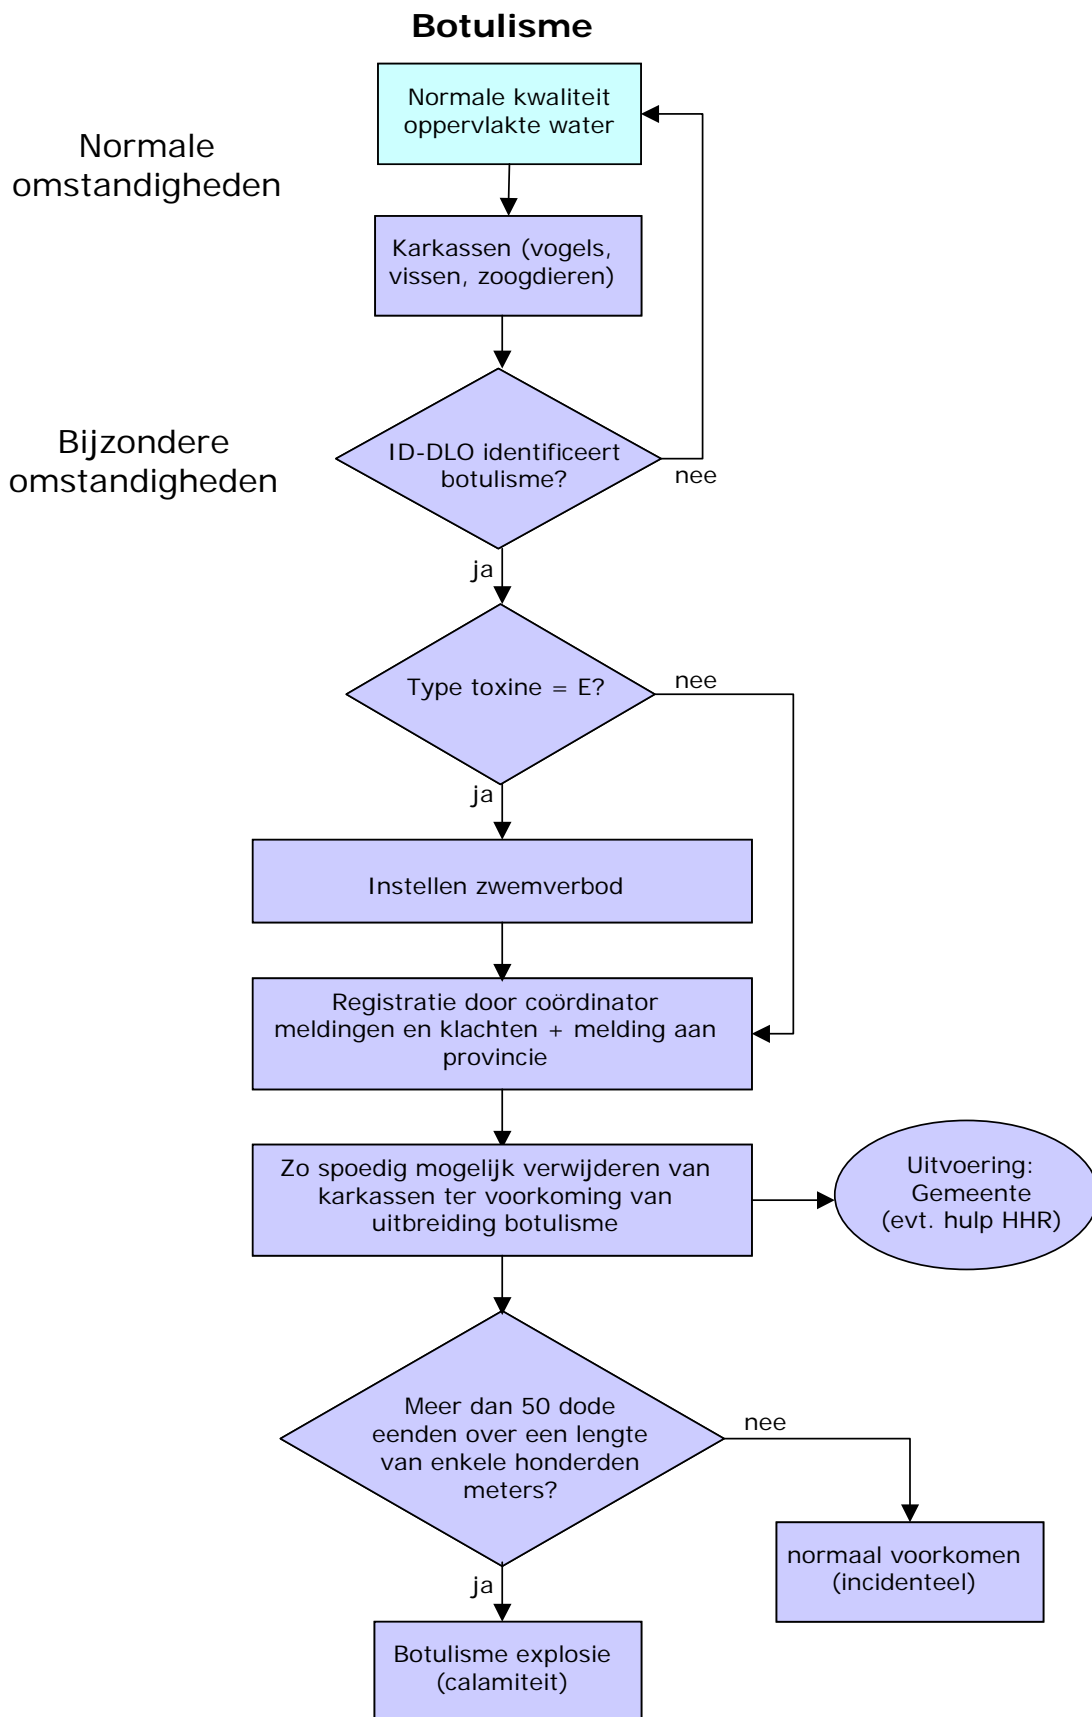 Botulisme
Normale kwaliteit
oppervlakte water
Normale
omstandigheden
Karkassen (vogels,
vissen, zoogdieren)
Bijzondere
omstandigheden
ID-DLO identificeert
botulisme?
nee
ja
Type toxine = E?
nee
ja
Instellen zwemverbod
Registratie door coördinator
meldingen en klachten + melding aan
provincie
Zo spoedig mogelijk verwijderen van
karkassen ter voorkoming van
uitbreiding botulisme
Uitvoering:
Gemeente
(evt. hulp HHR)
Meer dan 50 dode
eenden over een lengte
van enkele honderden
meters?
nee
normaal voorkomen
(incidenteel)
ja
Botulisme explosie
(calamiteit)